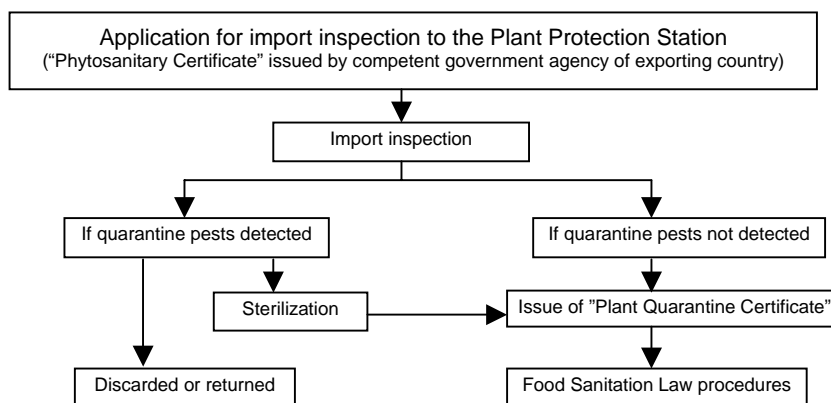 Application for import inspection to the Plant Protection Station
(“Phytosanitary Certificate” issued by competent government agency of exporting country)
Import inspection
If quarantine pests detected
If quarantine pests not detected
Sterilization
Issue of ”Plant Quarantine Certificate”
Discarded or returned
Food Sanitation Law procedures